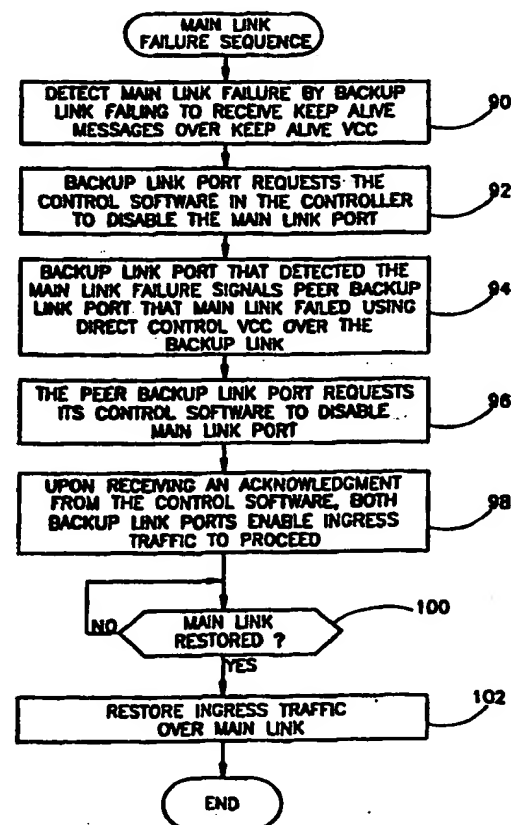 MAIN LINK
FAILURE SEQUENCE
DETECT MAIN LINK FAILURE BY BACKUP
LINK FAILING TO RECEIVE KEEP ALIVE
MESSAGES OVER KEEP ALIVE VCC
90
BACKUP LINK PORT REQUESTS THE
CONTROL SOFTWARE IN THE CONTROLLER
TO DISABLE THE MAIN LINK PORT
92
BACKUP LINK PORT THAT DETECTED THE
MAIN LINK FAILURE SIGNALS PEER BACKUP
LINK PORT THAT MAIN LINK FAILED USING
DIRECT CONTROL VCC OVER THE
BACKUP LINK
94
THE PEER BACKUP LINK PORT REQUESTS
ITS CONTROL SOFTWARE TO DISABLE
MAIN LINK PORT
96
UPON RECEIVING AN ACKNOWLEDGMENT
FROM THE CONTROL SOFTWARE, BOTH
BACKUP LINK PORTS ENABLE INGRESS
TRAFFIC TO PROCEED
98
MAIN LINK
RESTORED ?
100
NO
YES
RESTORE INGRESS TRAFFIC
OVER MAIN LINK
102
END